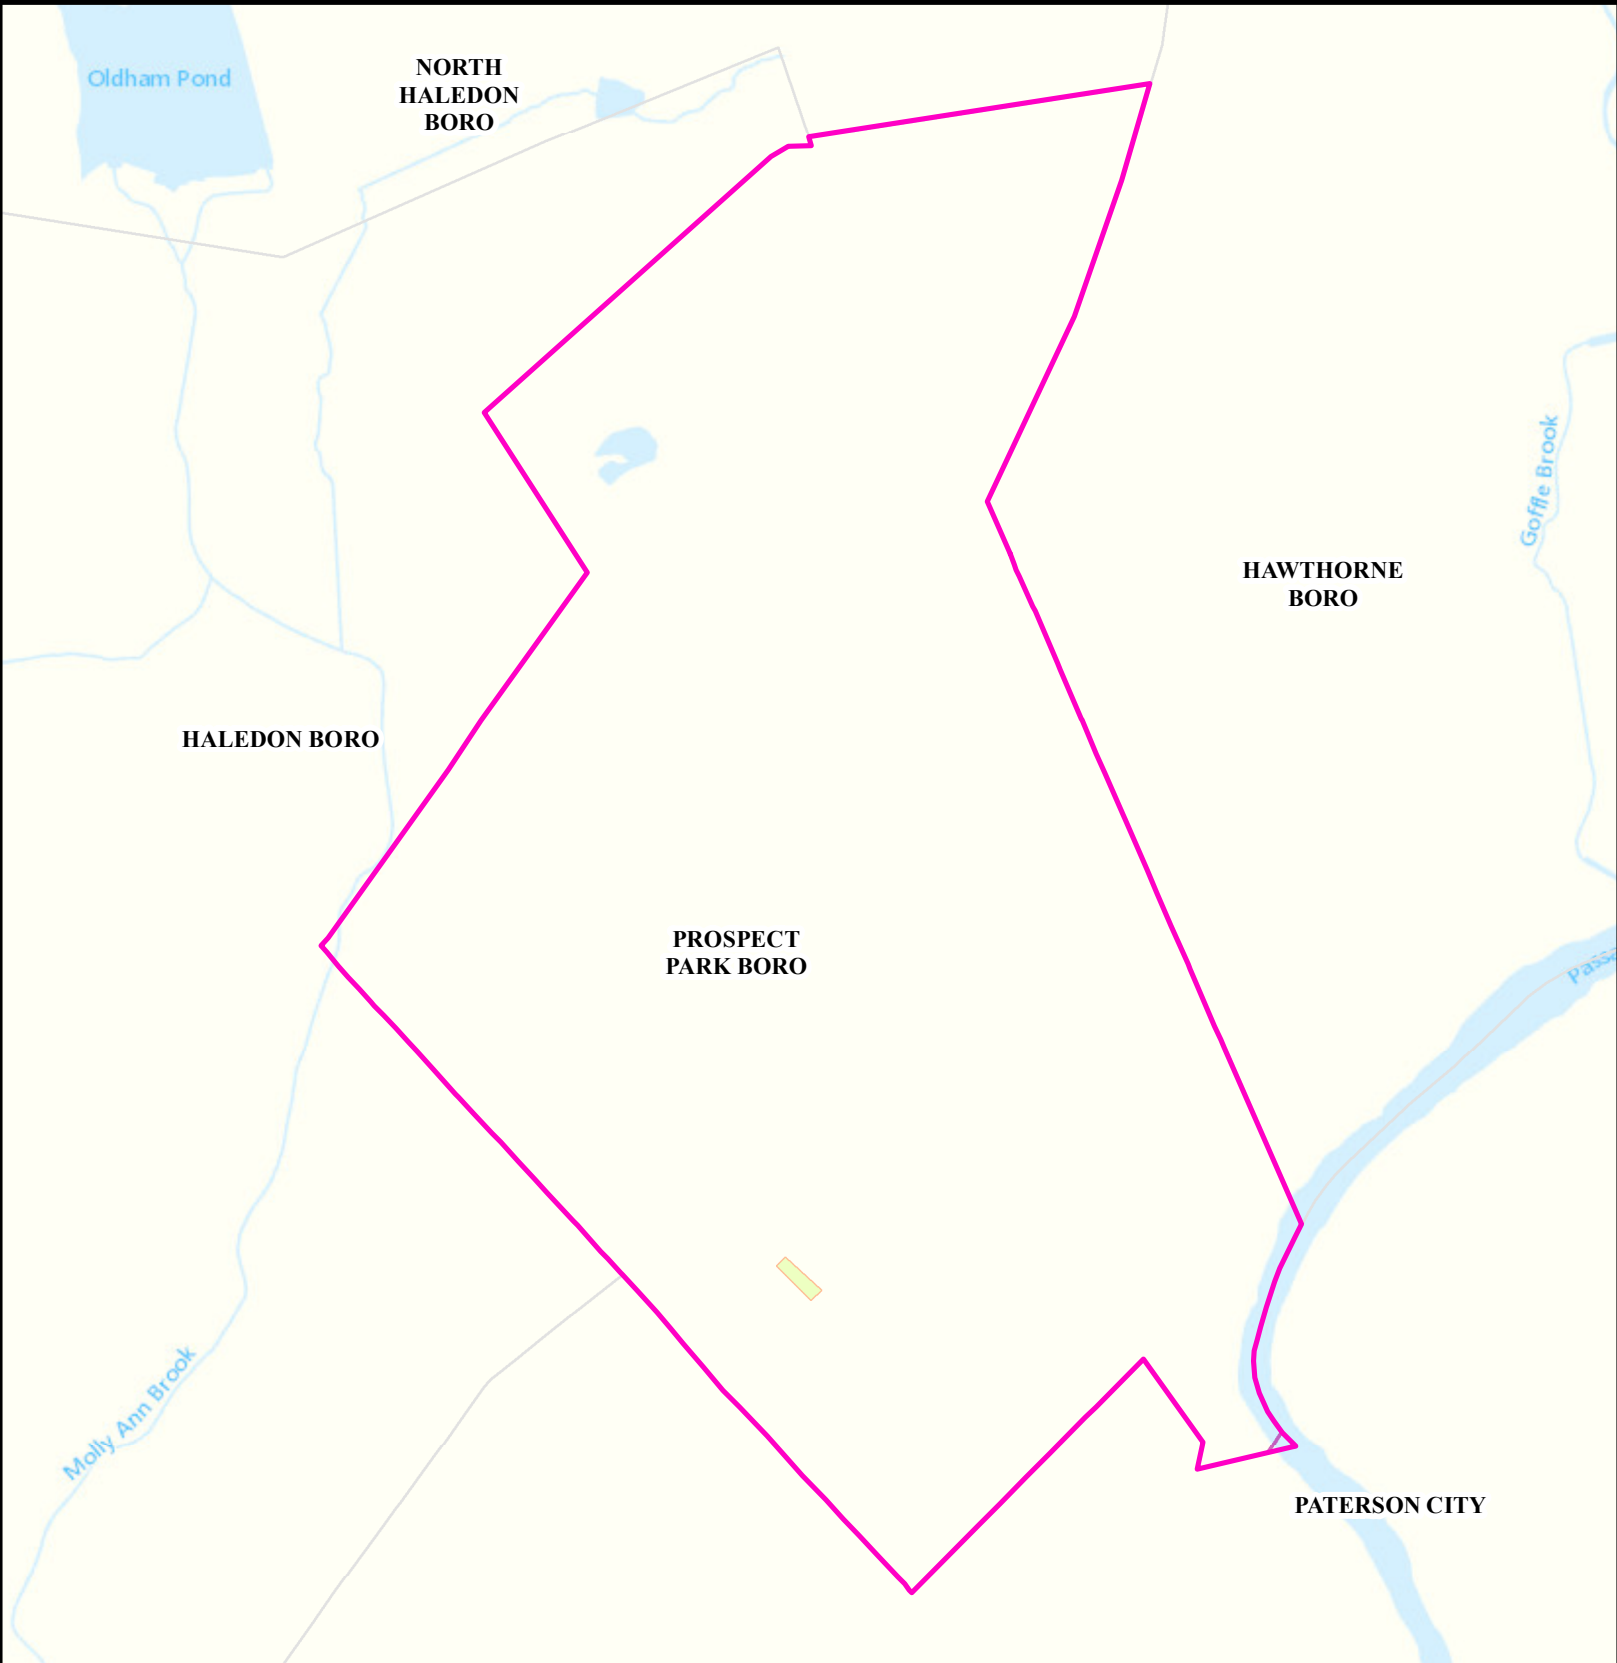 Oldham Pond
NORTH
HALEDON
BORO
Goffle Brook
HAWTHORNE
BORO
HALEDON BORO
PROSPECT
PARK BORO
Passa
Molly Ann Brook
PATERSON CITY